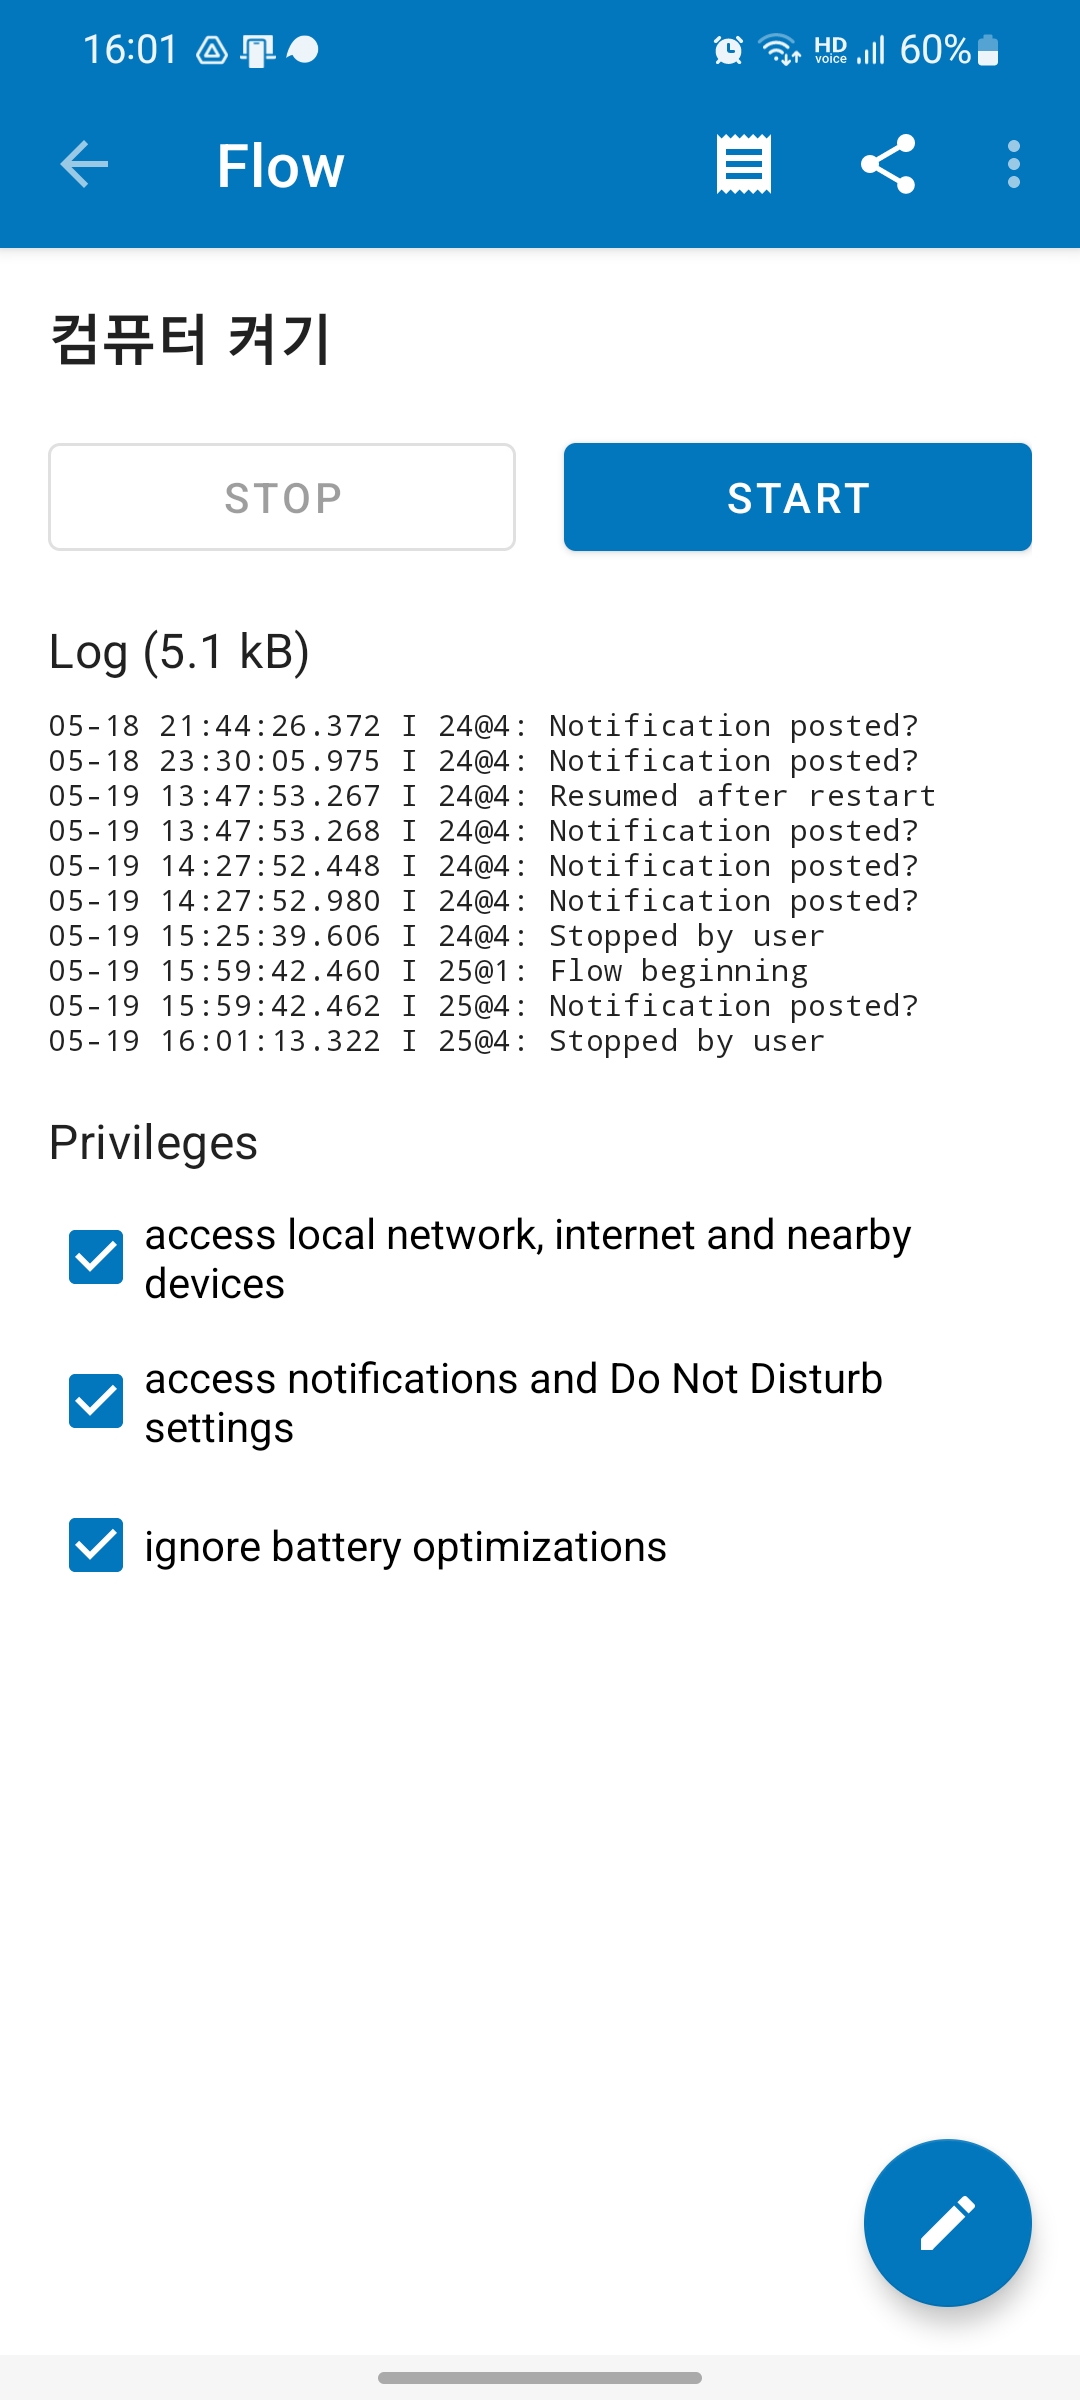 16:01 HD voice 60%
Flow
컴퓨터 켜기
STOP START
Log (5.1 kB)
05-18 21:44:26.372 I 24@4: Notification posted?
05-18 23:30:05.975 I 24@4: Notification posted?
05-19 13:47:53.267 I 24@4: Resumed after restart
05-19 13:47:53.268 I 24@4: Notification posted?
05-19 14:27:52.448 I 24@4: Notification posted?
05-19 14:27:52.980 I 24@4: Notification posted?
05-19 15:25:39.606 I 24@4: Stopped by user
05-19 15:59:42.460 I 25@1: Flow beginning
05-19 15:59:42.462 I 25@4: Notification posted?
05-19 16:01:13.322 I 25@4: Stopped by user
Privileges
access local network, internet and nearby
devices
access notifications and Do Not Disturb
settings
ignore battery optimizations